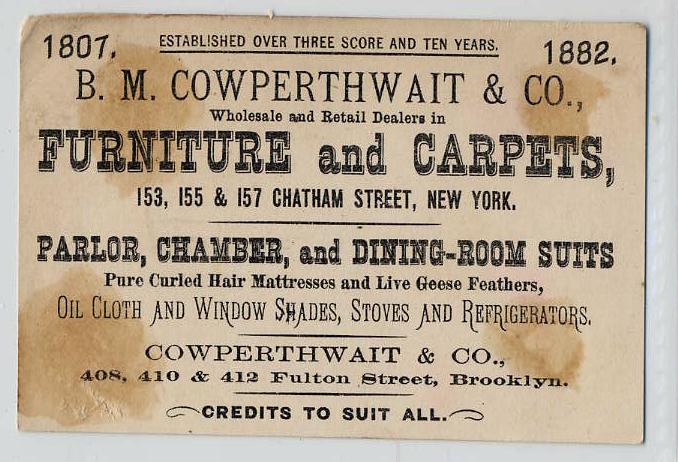 1807.
ESTABLISHED OVER THREE SCORE AND TEN YEARS.
1882.
B. M. COWPERTHWAIT & CO.,
Wholesale and Retail Dealers in
FURNITURE and CARPETS,
153, 155 & 157 CHATHAM STREET, NEW YORK.
PARLOR, CHAMBER, and DINING-ROOM SUITS
Pure Curled Hair Mattresses and Live Geese Feathers,
OIL CLOTH AND WINDOW SHADES, STOVES AND REFRIGERATORS.
COWPERTHWAIT & CO.,
408, 410 & 412 Fulton Street, Brooklyn.
CREDITS TO SUIT ALL.